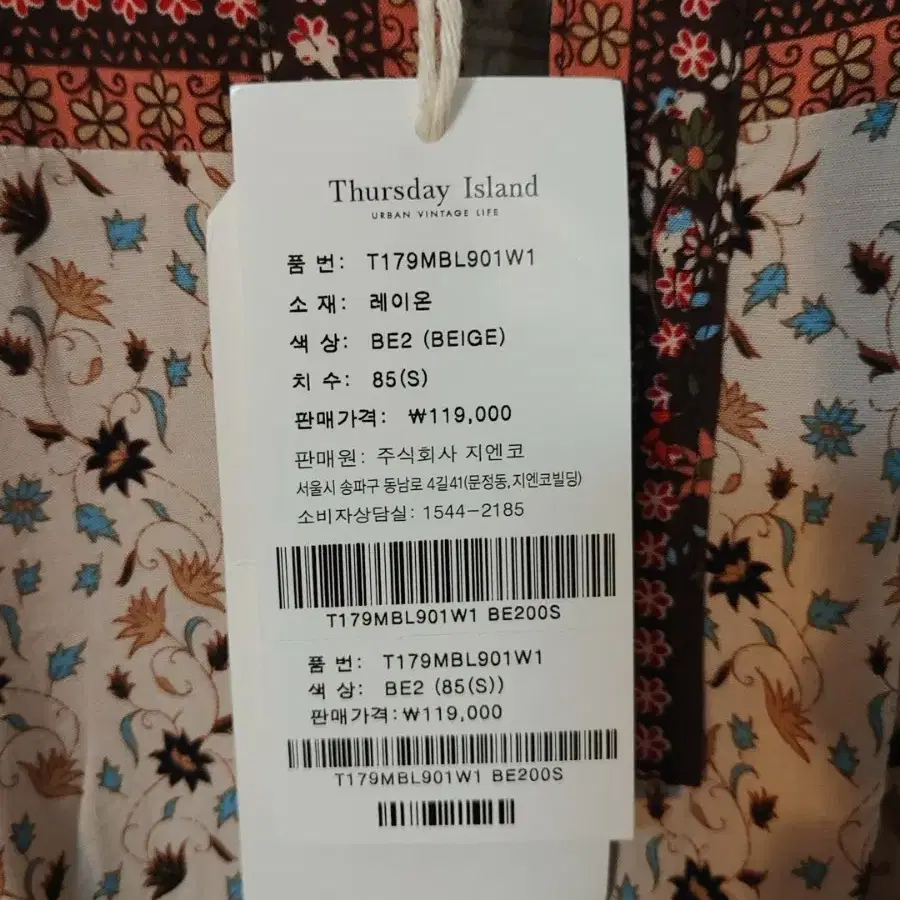 Thursday Island
URBAN VINTAGE LIFE
품 번: T179MBL901W1
소 재: 레이온
색 상: BE2 (BEIGE)
치 수: 85(S)
판매가격: ₩119,000
판매원: 주식회사 지엔코
서울시 송파구 동남로 4길41(문정동,지엔코빌딩)
소비자상담실: 1544-2185
T179MBL901W1 BE200S
품 번: T179MBL901W1
색 상: BE2 (85(S))
판매가격:₩119,000
T179MBL901W1 BE200S